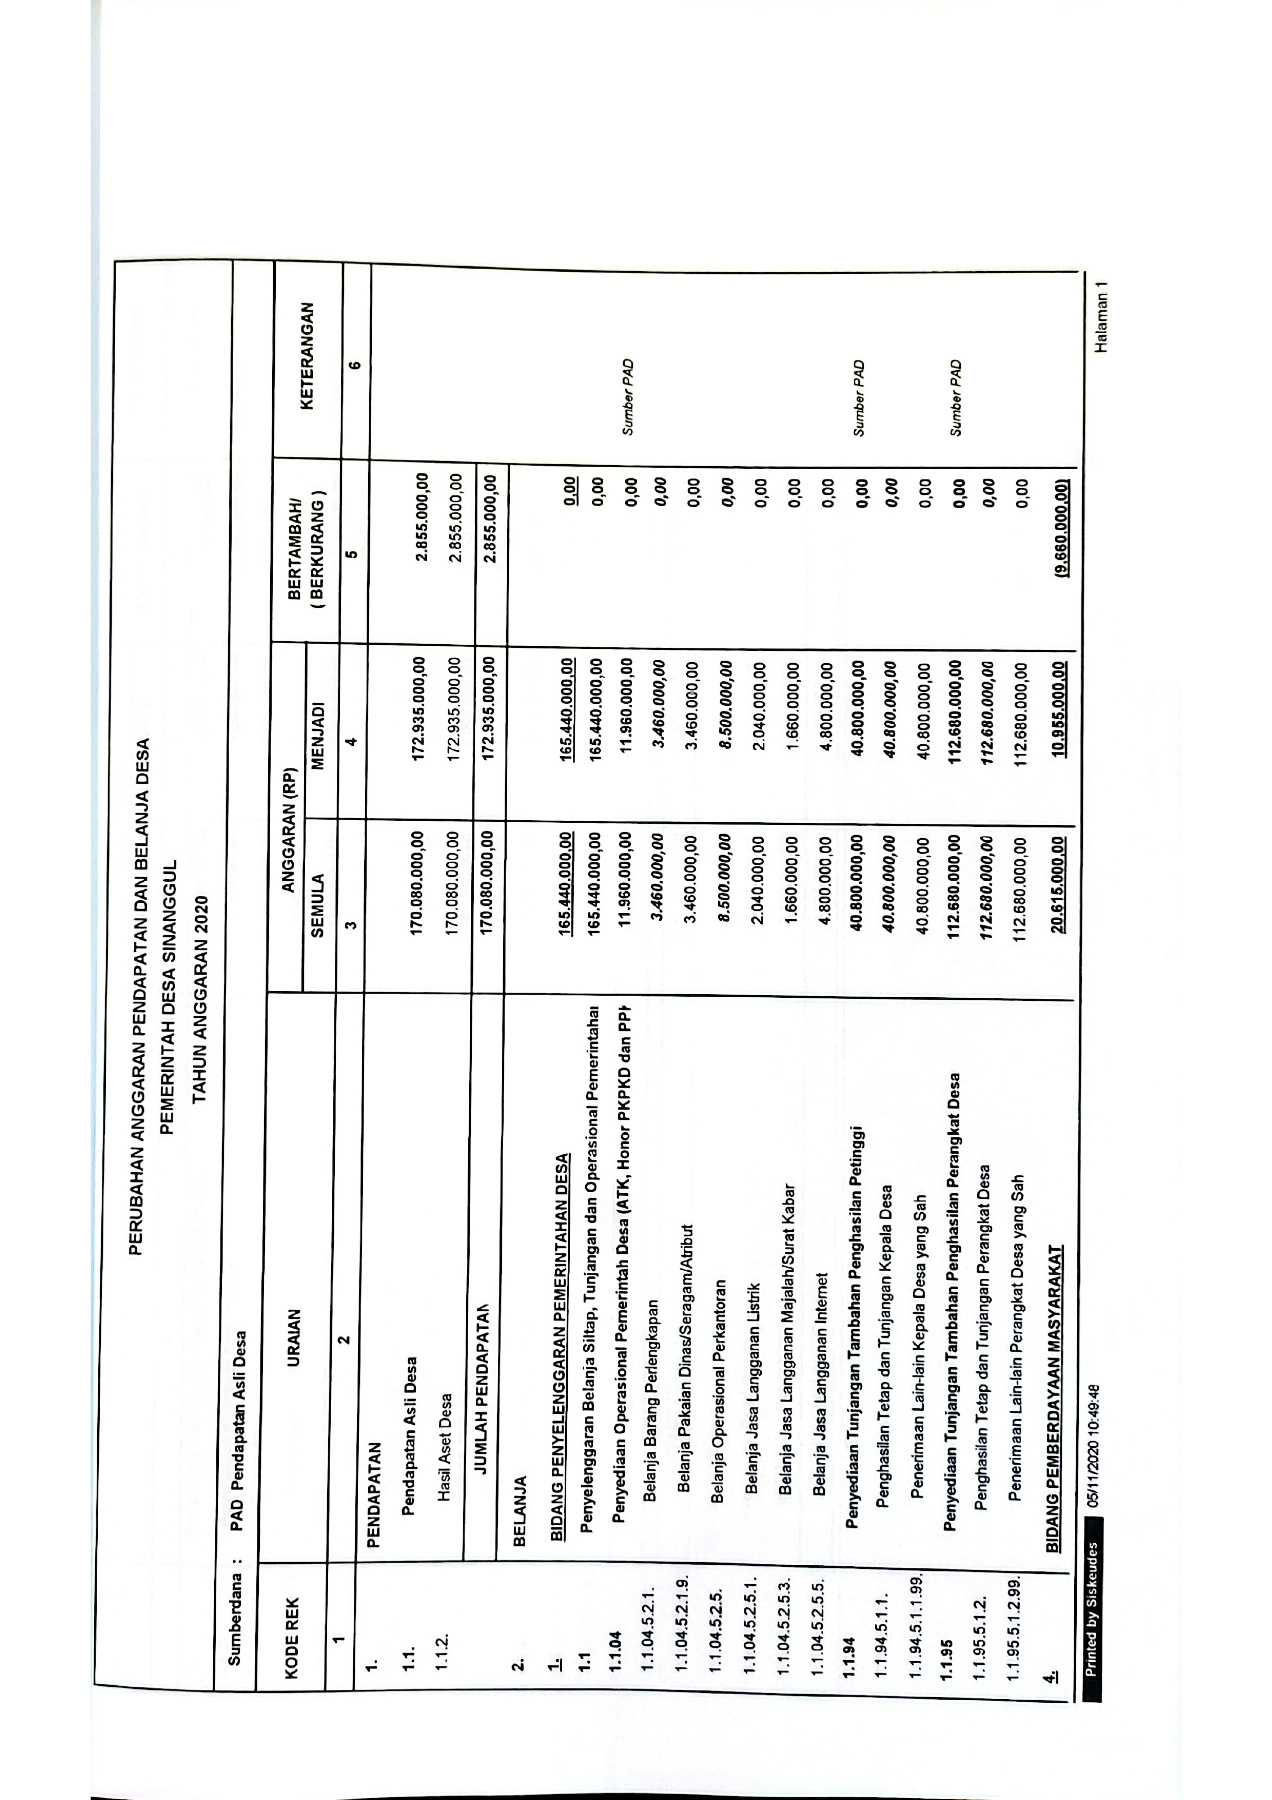 PERUBAHAN ANGGARAN PENDAPATAN DAN BELANJA DESA
PEMERINTAH DESA SINANGGUL
TAHUN ANGGARAN 2020
Sumberdana : PAD Pendapatan Asli Desa
KODE REK URAIAN ANGGARAN (RP) BERTAMBAH/ ( BERKURANG ) KETERANGAN
SEMULA MENJADI
1 2 3 4 5 6
1. PENDAPATAN
1.1. Pendapatan Asli Desa 170.080.000,00 172.935.000,00 2.855.000,00
1.1.2. Hasil Aset Desa 170.080.000,00 172.935.000,00 2.855.000,00
JUMLAH PENDAPATAN 170.080.000,00 172.935.000,00 2.855.000,00
2. BELANJA
1. BIDANG PENYELENGGARAN PEMERINTAHAN DESA 165.440.000,00 165.440.000,00 0,00
1.1 Penyelenggaran Belanja Siltap, Tunjangan dan Operasional Pemerintahan 165.440.000,00 165.440.000,00 0,00
1.1.04 Penyediaan Operasional Pemerintah Desa (ATK, Honor PKPKD dan 11.960.000,00 11.960.000,00 0,00 Sumber PAD
1.1.04.5.2.1. Belanja Barang Perlengkapan 3.460.000,00 3.460.000,00 0,00
1.1.04.5.2.1.9. Belanja Pakaian Dinas/Seragam/Atribut 3.460.000,00 3.460.000,00 0,00
1.1.04.5.2.5. Belanja Operasional Perkantoran 8.500.000,00 8.500.000,00 0,00
1.1.04.5.2.5.1. Belanja Jasa Langganan Listrik 2.040.000,00 2.040.000,00 0,00
1.1.04.5.2.5.3. Belanja Jasa Langganan Majalah/Surat Kabar 1.660.000,00 1.660.000,00 0,00
1.1.04.5.2.5.5. Belanja Jasa Langganan Internet 4.800.000,00 4.800.000,00 0,00
1.1.94 Penyediaan Tunjangan Tambahan Penghasilan Petinggi 40.800.000,00 40.800.000,00 0,00 Sumber PAD
1.1.94.5.1.1. Penghasilan Tetap dan Tunjangan Kepala Desa 40.800.000,00 40.800.000,00 0,00
1.1.94.5.1.1.99. Penerimaan Lain-lain Kepala Desa yang Sah 40.800.000,00 40.800.000,00 0,00
1.1.95 Penyediaan Tunjangan Tambahan Penghasilan Perangkat Desa 112.680.000,00 112.680.000,00 0,00 Sumber PAD
1.1.95.5.1.2. Penghasilan Tetap dan Tunjangan Perangkat Desa 112.680.000,00 112.680.000,00 0,00
1.1.95.5.1.2.99. Penerimaan Lain-lain Perangkat Desa yang Sah 112.680.000,00 112.680.000,00 0,00
4. BIDANG PEMBERDAYAAN MASYARAKAT 20.615.000,00 10.955.000,00 (9.660.000,00)
Printed by Siskeudes 05/11/2020 10:49:48 Halaman 1